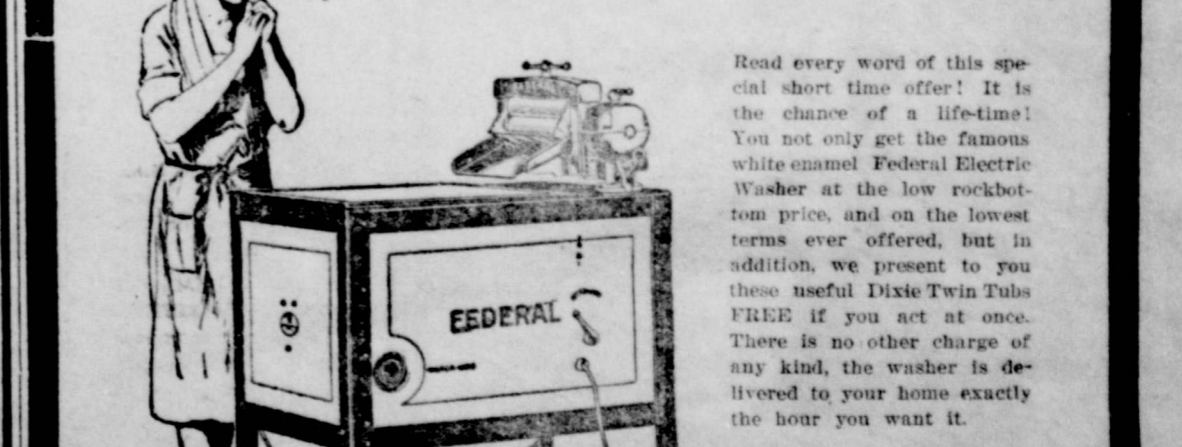 FEDERAL
Read every word of this spe-
cial short time offer! It is
the chance of a life-time!
You not only get the famous
white enamel Federal Electric
Washer at the low rockbot-
tom price, and on the lowest
terms ever offered, but in
addition, we present to you
these useful Dixie Twin Tubs
FREE if you act at once.
There is no other charge of
any kind, the washer is de-
livered to your home exactly
the hour you want it.